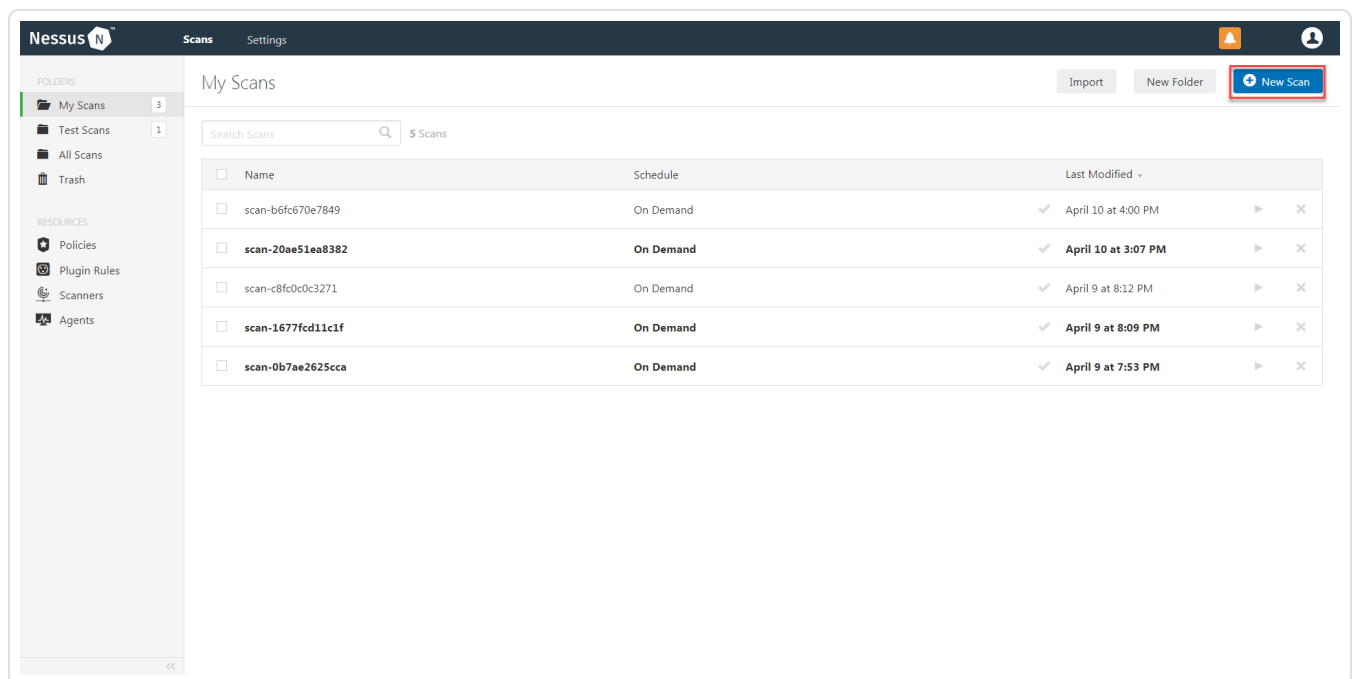 Nessus N ™ Scans Settings
FOLDERS
My Scans 3
Test Scans 1
All Scans
Trash
RESOURCES
Policies
Plugin Rules
Scanners
Agents
My Scans Import New Folder New Scan
Search Scans 5 Scans
Name Schedule Last Modified
scan-b6fc670e7849 On Demand April 10 at 4:00 PM
scan-20ae51ea8382 On Demand April 10 at 3:07 PM
scan-c8fc0c0c3271 On Demand April 9 at 8:12 PM
scan-1677fcd11c1f On Demand April 9 at 8:09 PM
scan-0b7ae2625cca On Demand April 9 at 7:53 PM